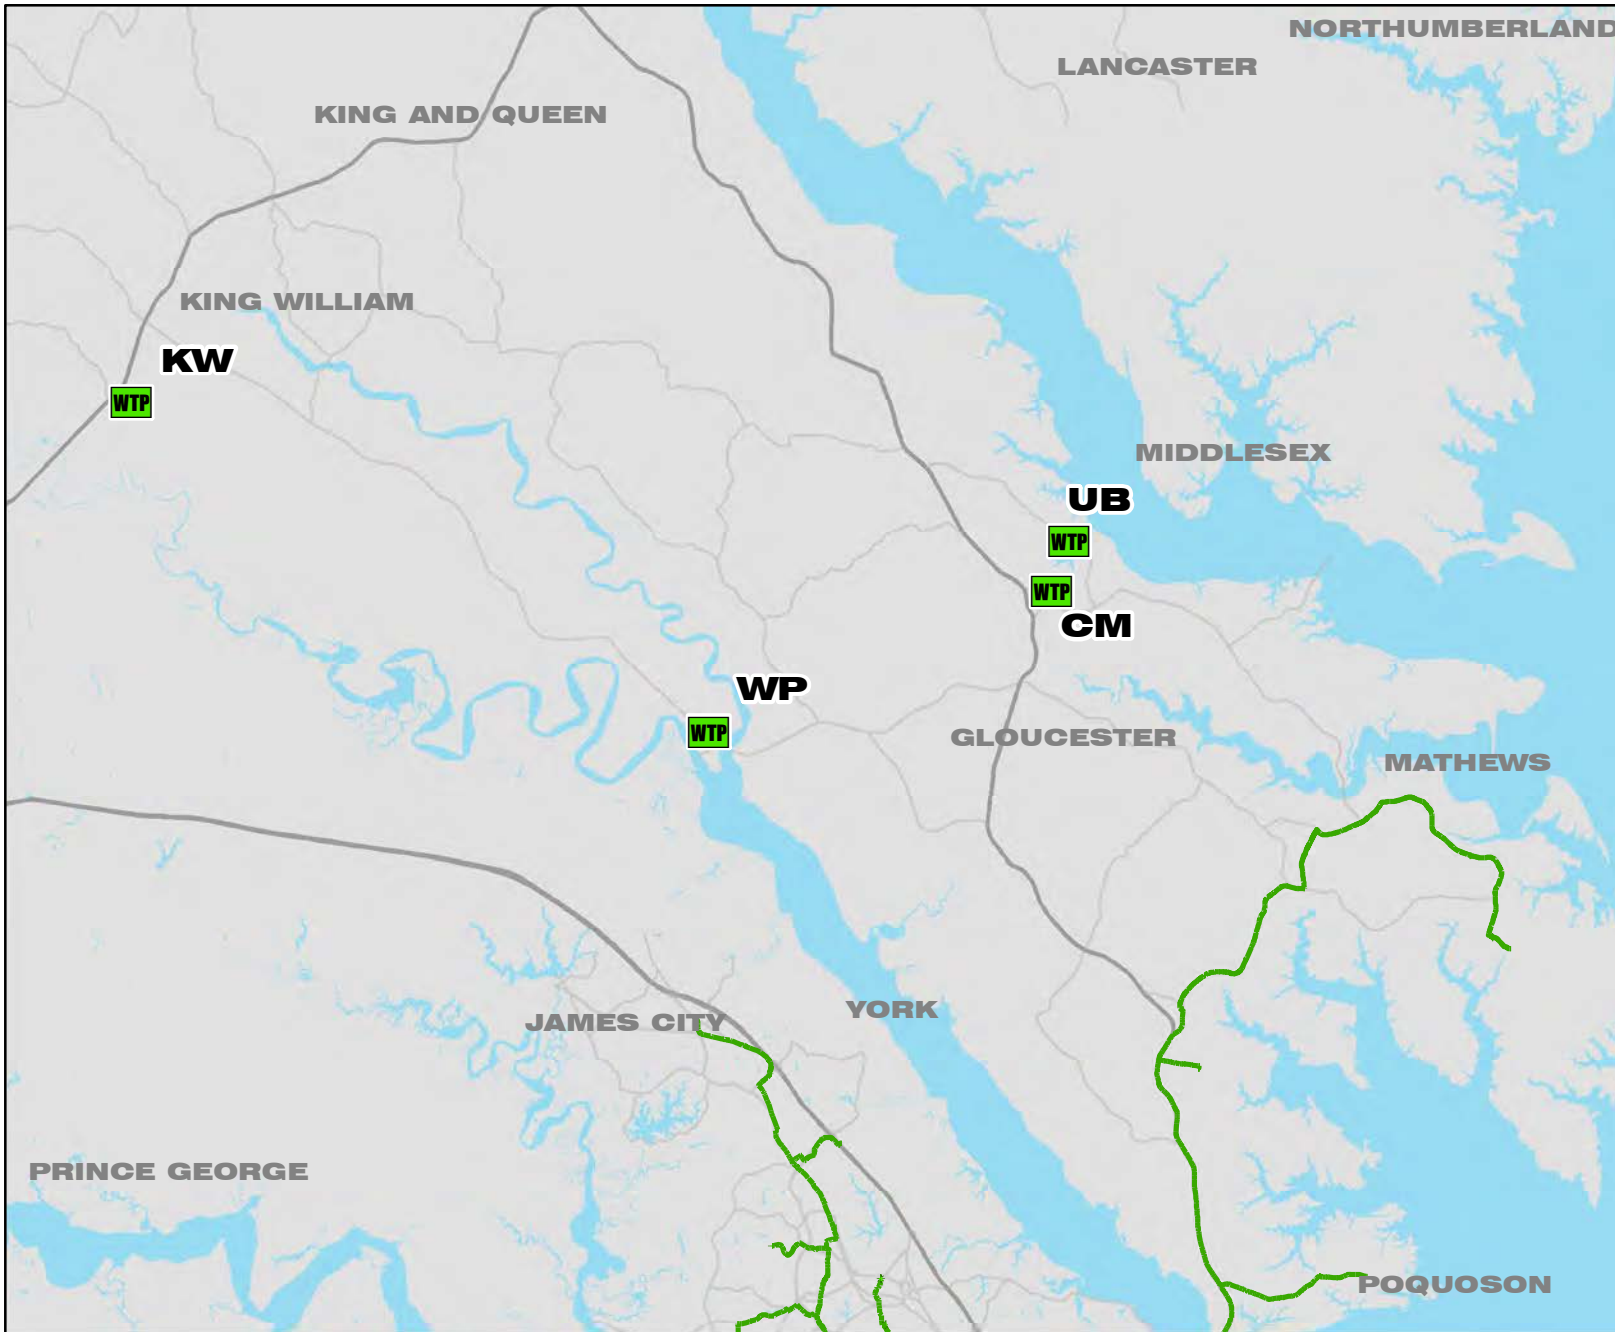 NORTHUMBERLAND
LANCASTER
KING AND QUEEN
KING WILLIAM
KW
WTP
MIDDLESEX
UB
WTP
WTP
CM
WP
WTP
GLOUCESTER
MATHEWS
YORK
JAMES CITY
PRINCE GEORGE
POQUOSON